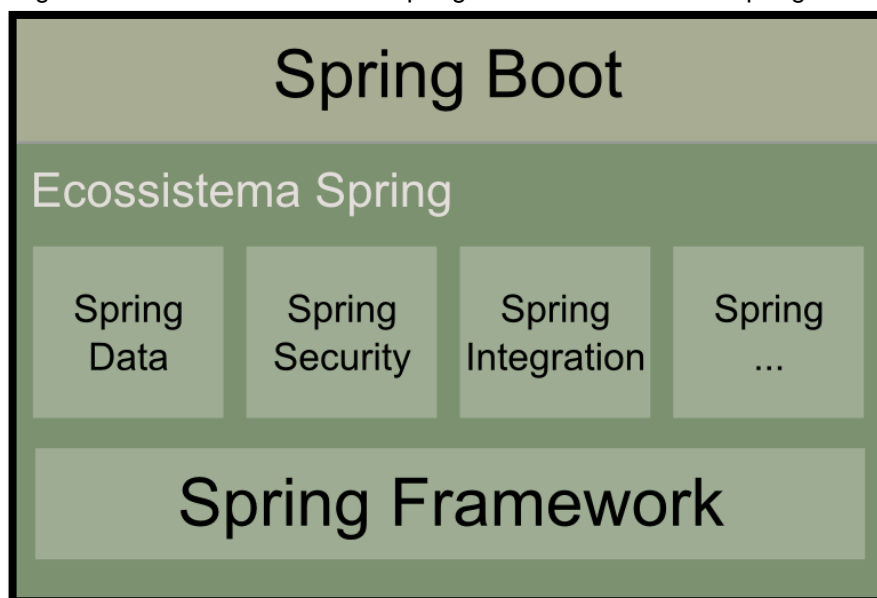 Spring Boot
Ecossistema Spring
Spring
Data
Spring
Security
Spring
Integration
Spring
...
Spring Framework